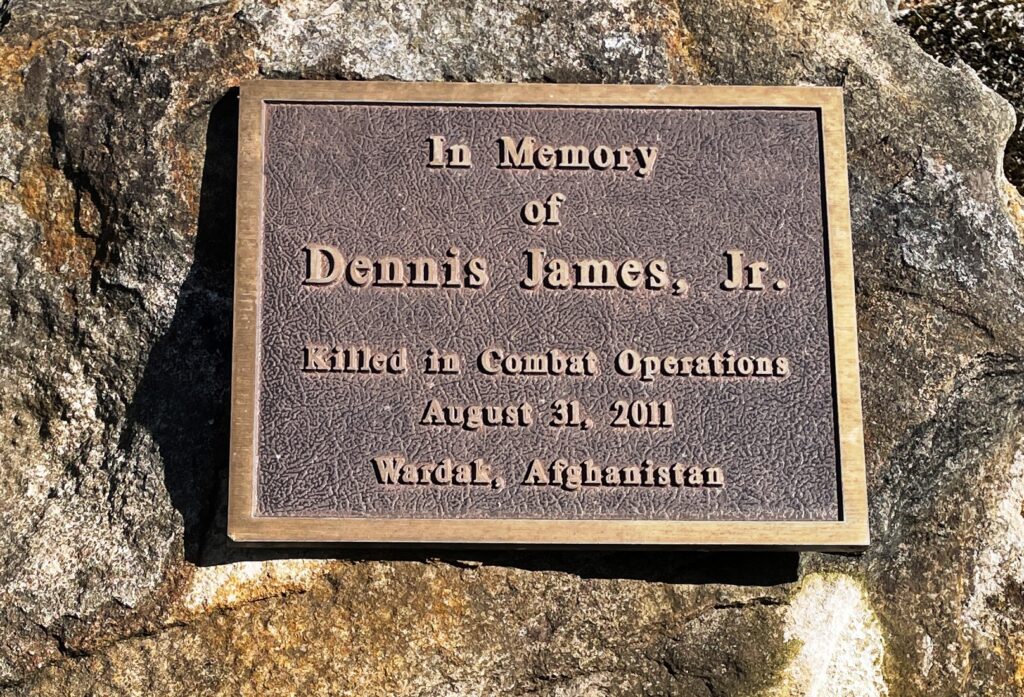 In Memory
of
Dennis James, Jr.
Killed in Combat Operations
August 31, 2011
Wardak, Afghanistan